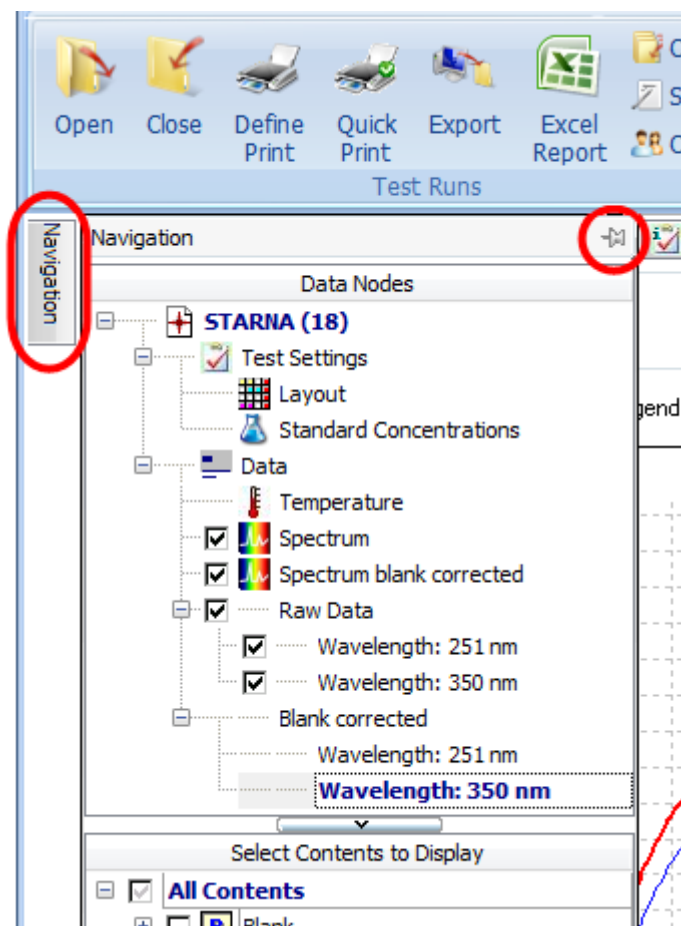 Open
Close
Define Print
Quick Print
Export
Excel Report
Test Runs
Navigation
Navigation
Data Nodes
STARNA (18)
Test Settings
Layout
Standard Concentrations
Data
Temperature
Spectrum
Spectrum blank corrected
Raw Data
Wavelength: 251 nm
Wavelength: 350 nm
Blank corrected
Wavelength: 251 nm
Wavelength: 350 nm
Select Contents to Display
All Contents
Blank